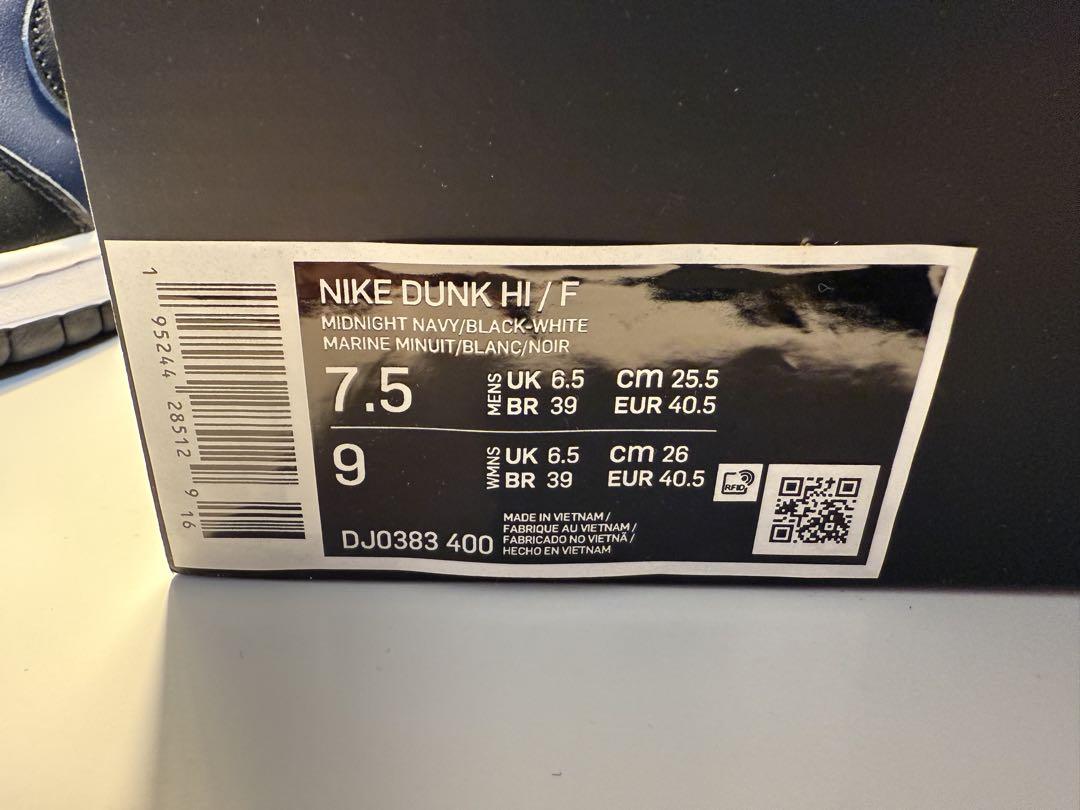 NIKE DUNK HI / F
MIDNIGHT NAVY/BLACK-WHITE
MARINE MINUIT/BLANC/NOIR
7.5 MENS UK 6.5 cm 25.5
BR 39 EUR 40.5
9 WMNS UK 6.5 cm 26
BR 39 EUR 40.5
RFID
DJ0383 400
MADE IN VIETNAM /
FABRIQUE AU VIETNAM /
FABRICADO NO VIETNÃ /
HECHO EN VIETNAM
1 95244 28512 9 16